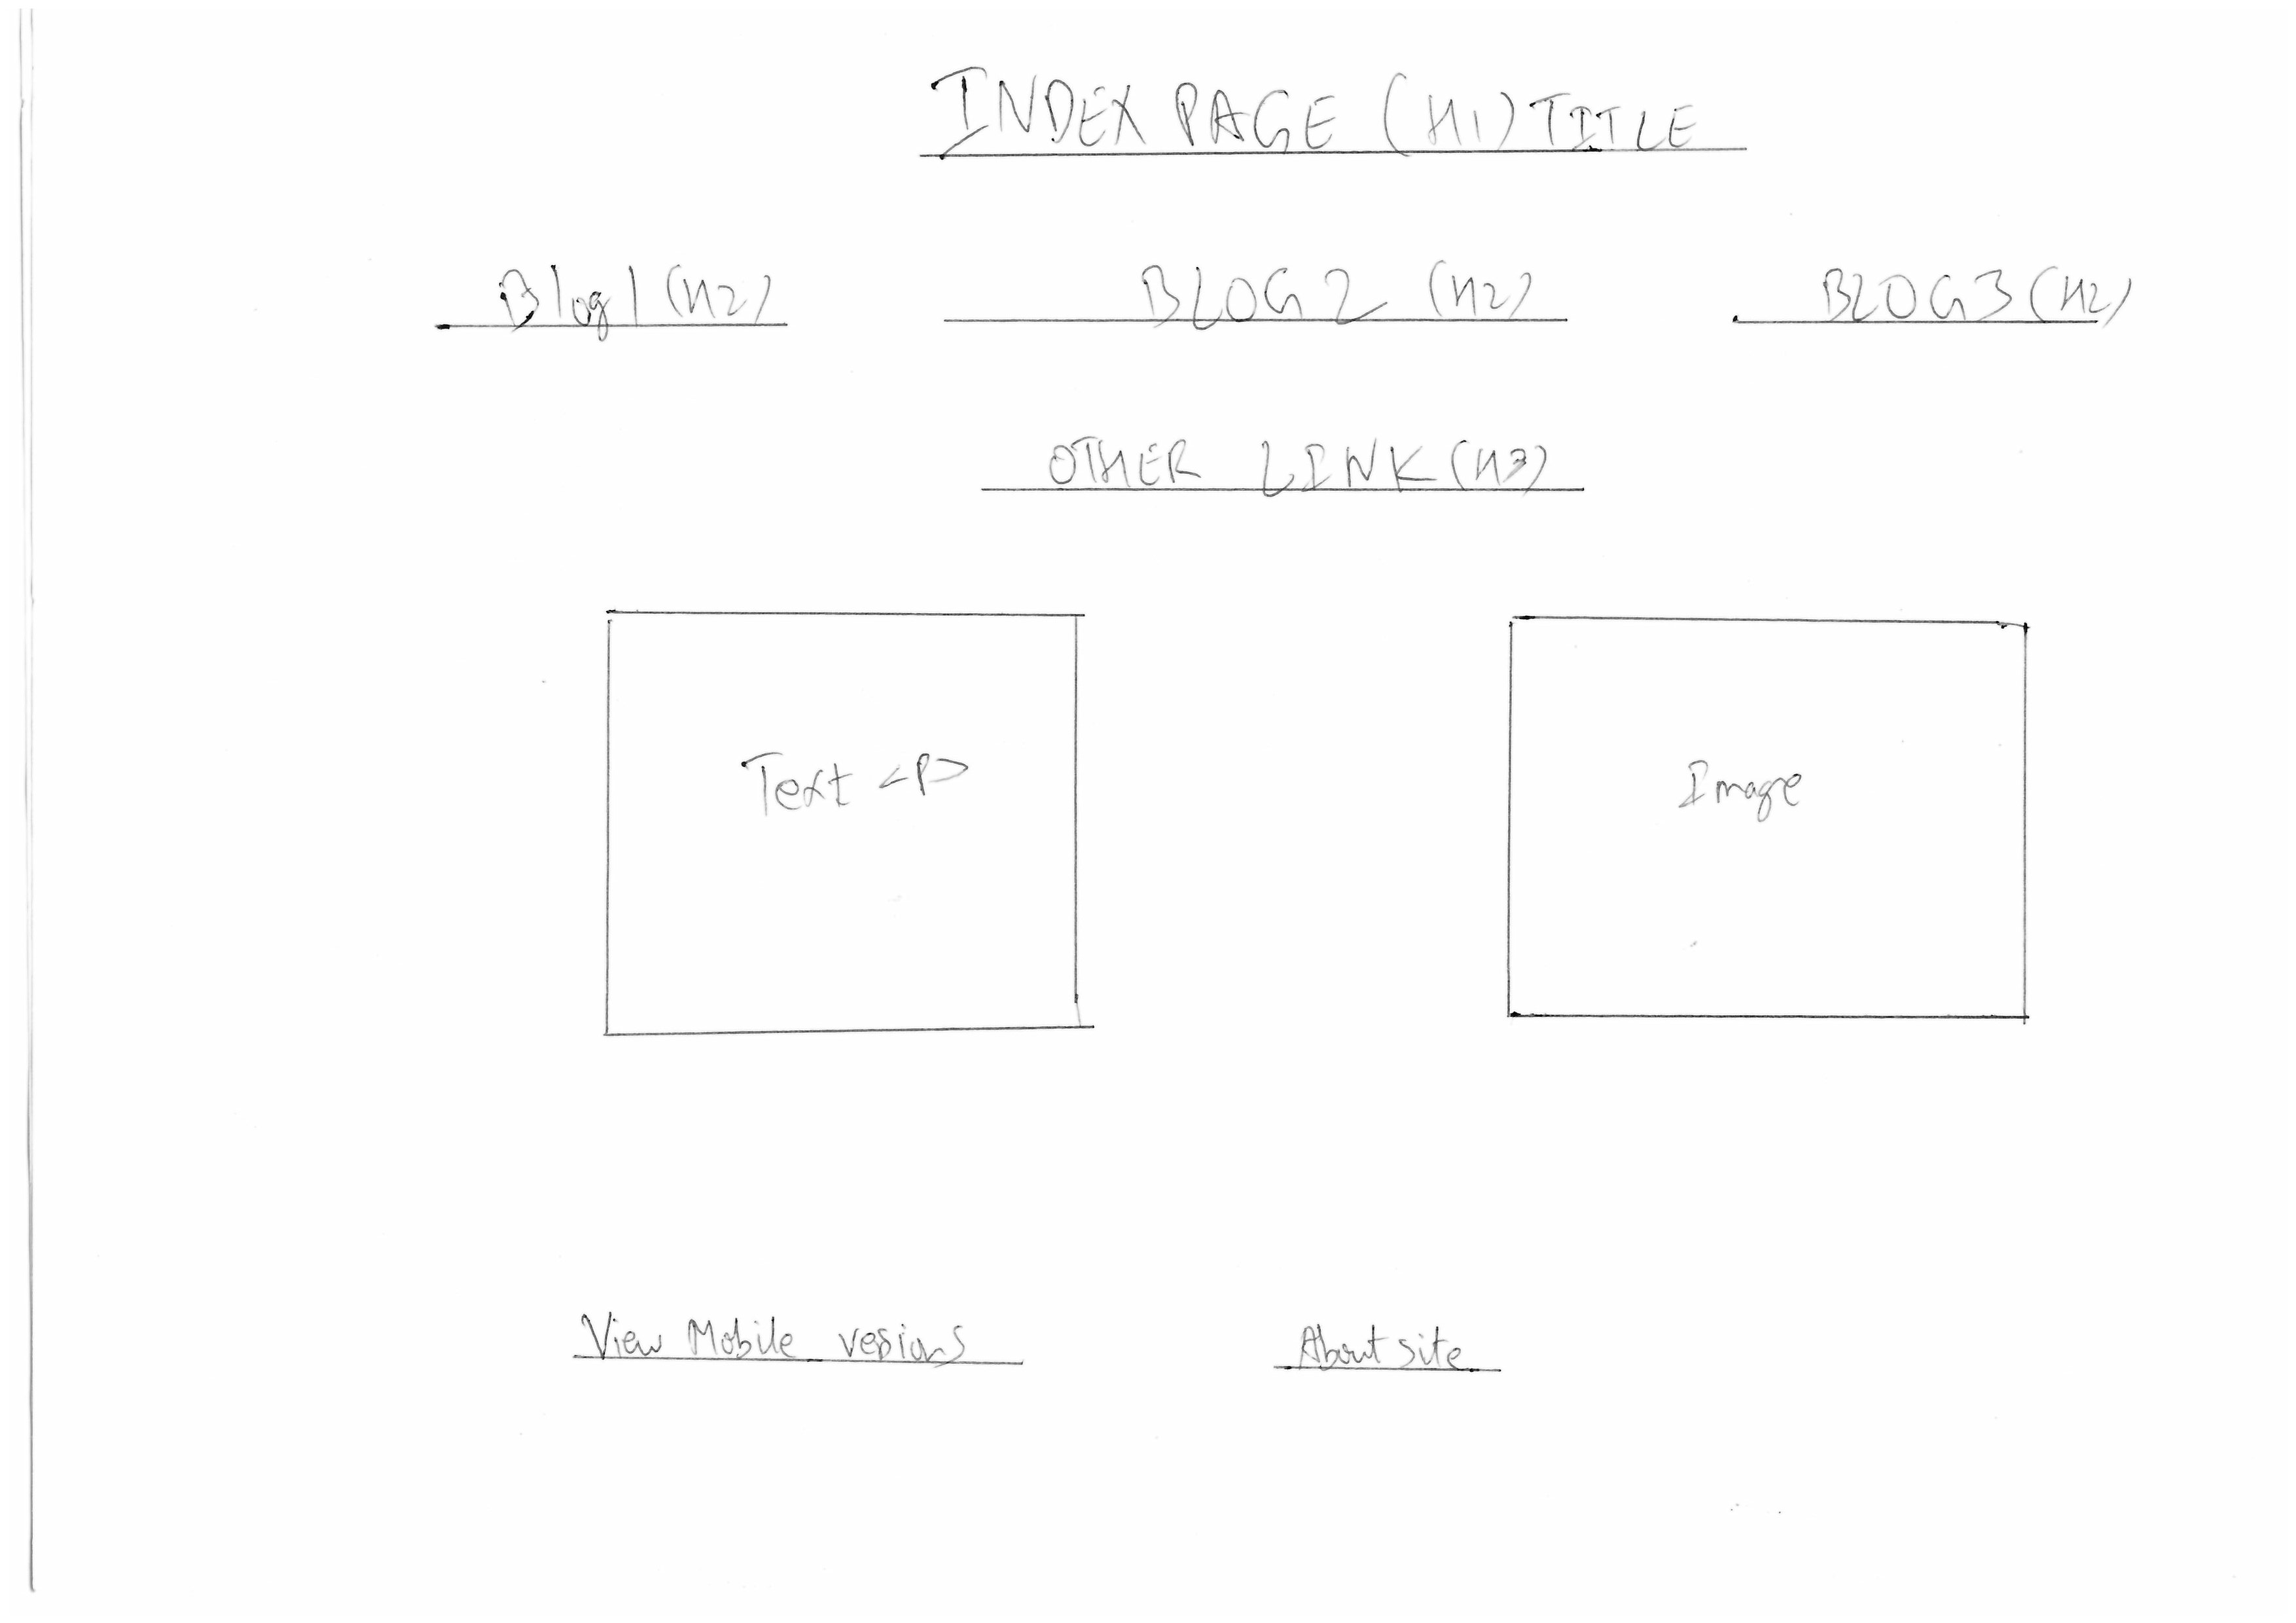 INDEX PAGE (H1) TITLE
Blog 1 (H2) BLOG 2 (H2) BLOG 3 (H2)
OTHER LINK (H3)
Text <P> Image
View Mobile vesions About site